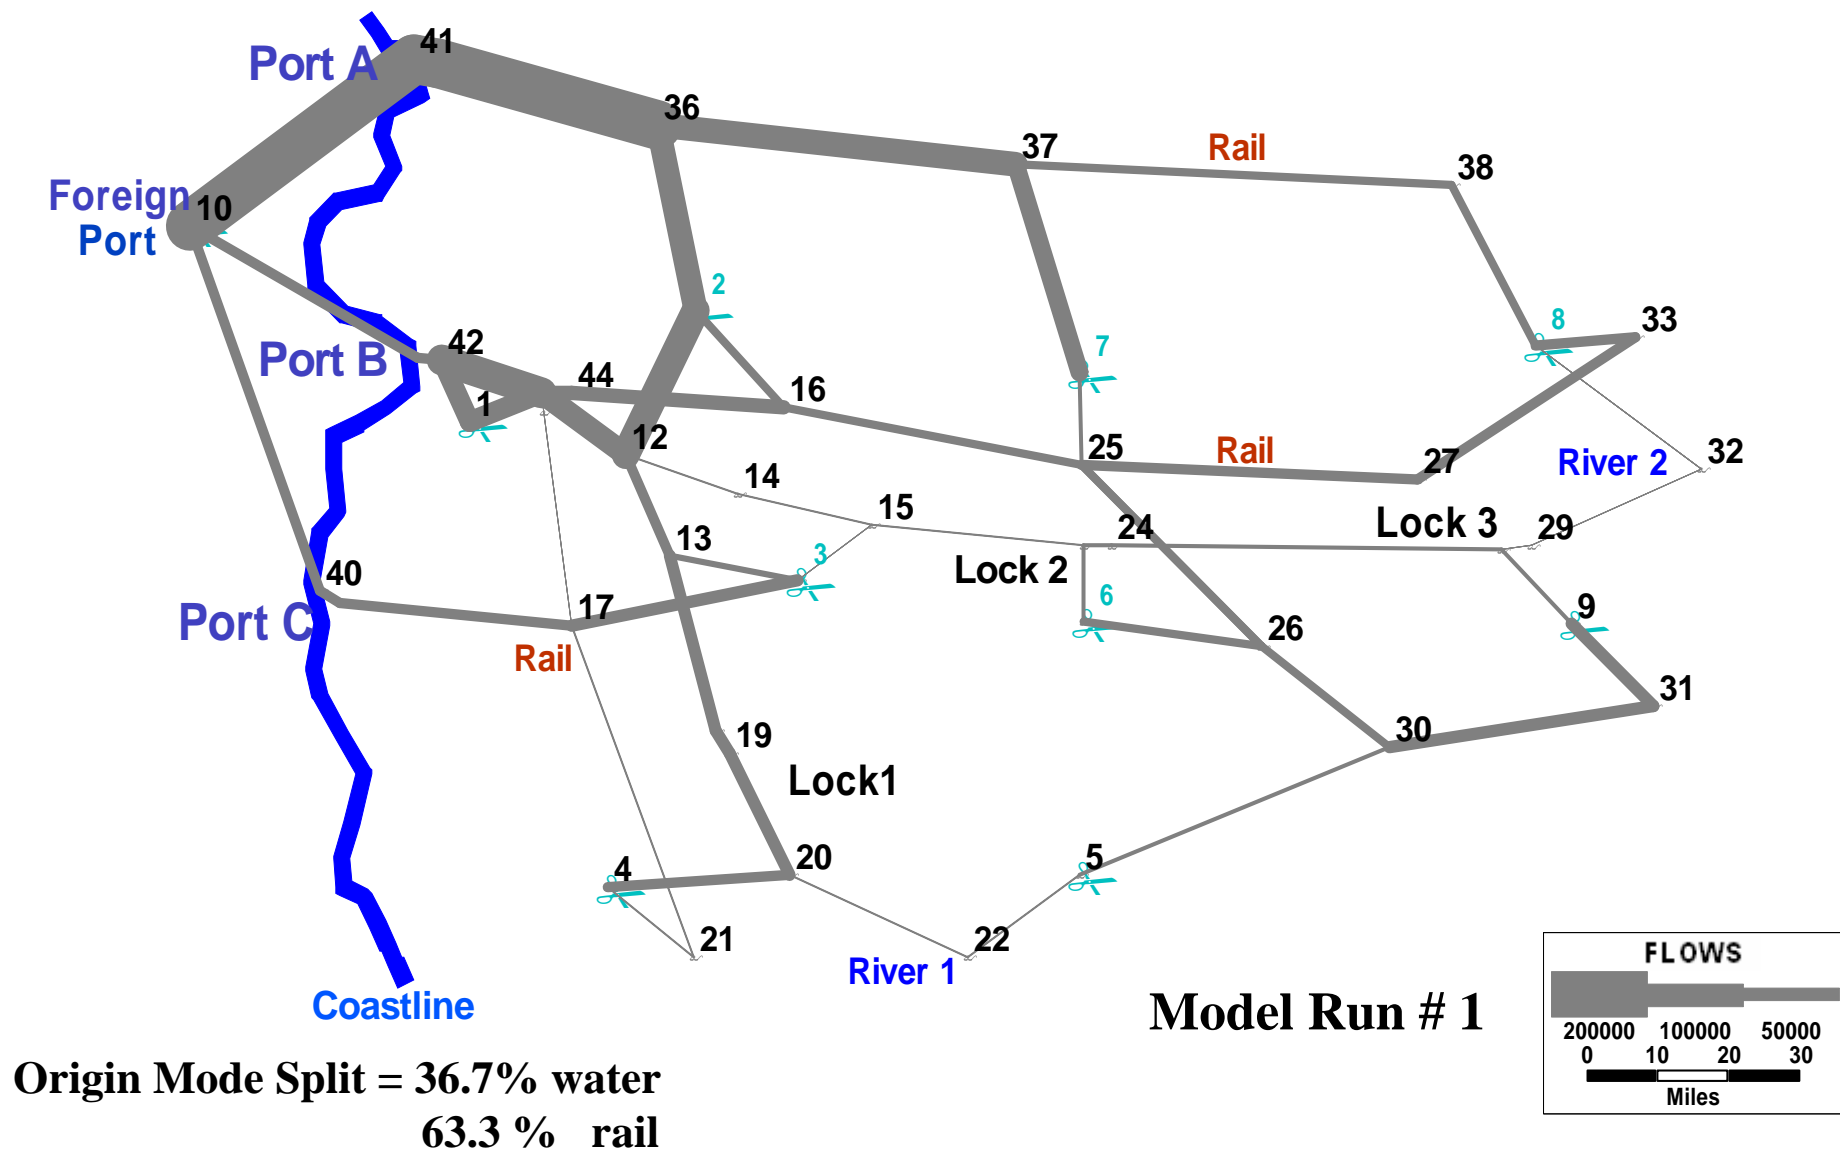 41
Port A
36
37
Rail
38
Foreign
10
Port
2
8
33
42
Port B
7
44
16
1
12
25
Rail
27
River 2
32
14
15
24
Lock 3
29
13
3
Lock 2
40
6
9
Port C
17
26
Rail
31
19
30
Lock1
4
20
5
21
22
River 1
Coastline
Model Run # 1
FLOWS
200000 100000 50000
0 10 20 30
Miles
Origin Mode Split = 36.7% water
63.3 % rail